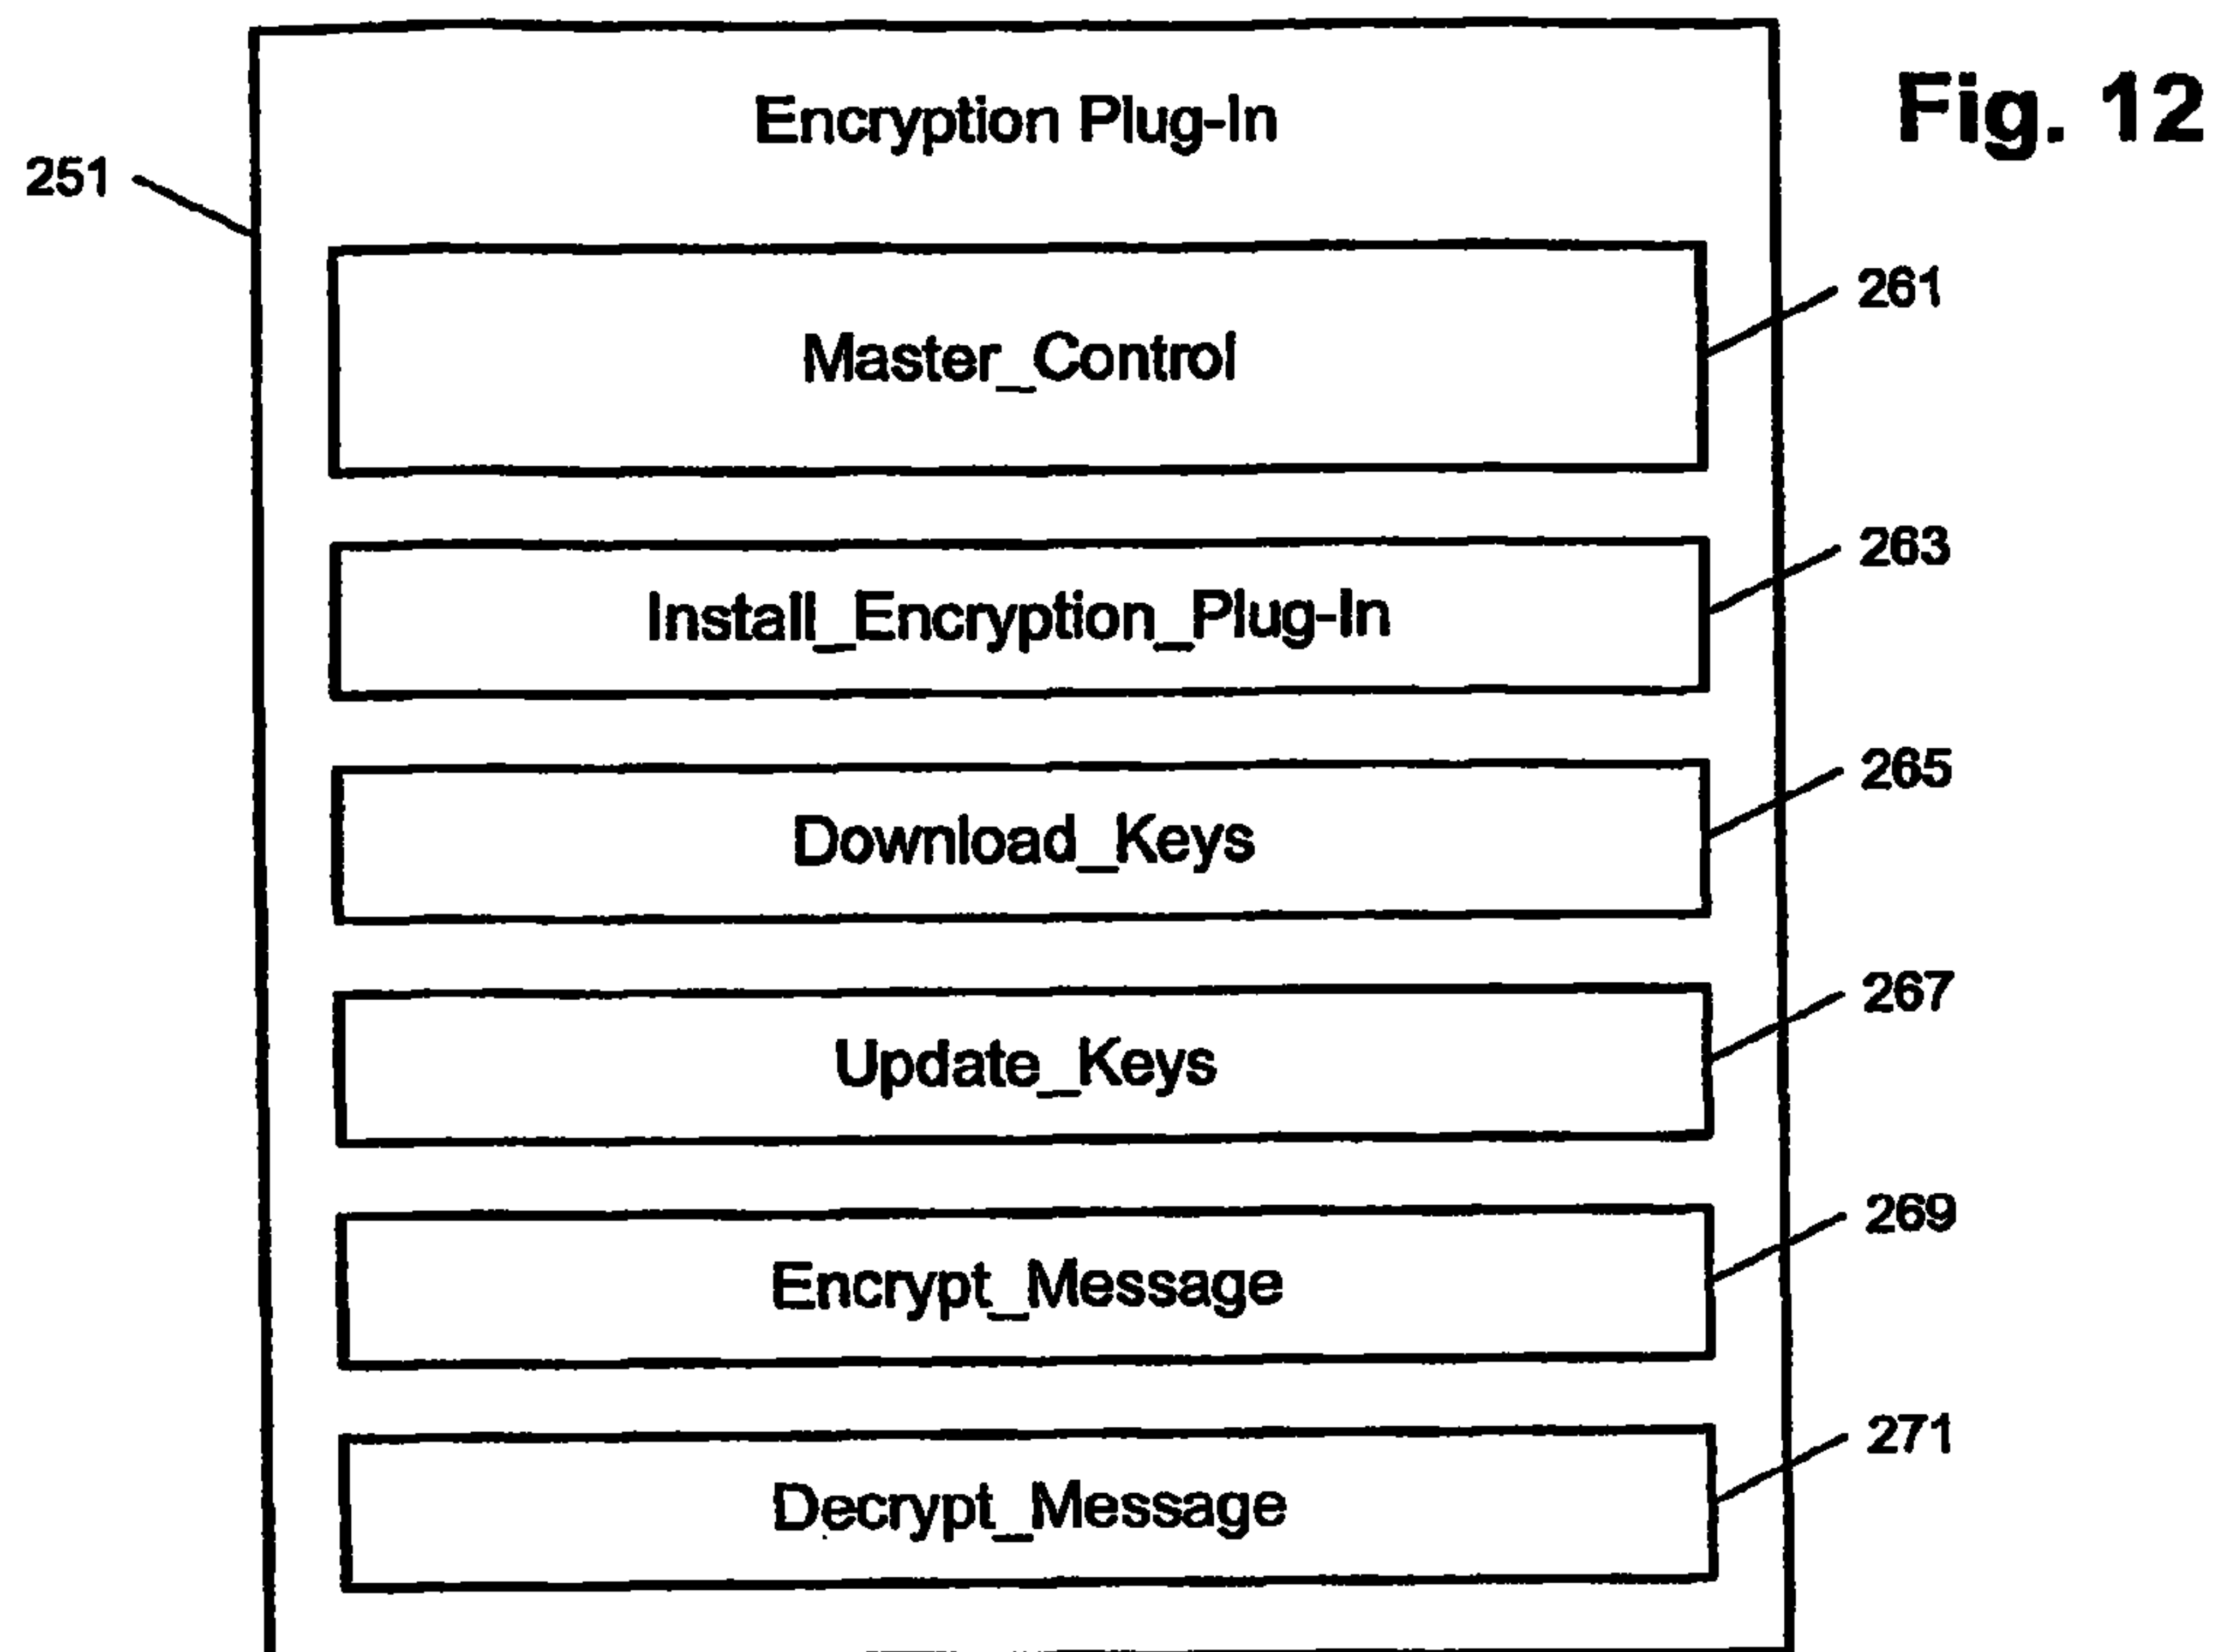 Encryption Plug-In
Fig. 12
251
Master_Control
261
Install_Encryption_Plug-In
263
Download_Keys
265
Update_Keys
267
Encrypt_Message
269
Decrypt_Message
271